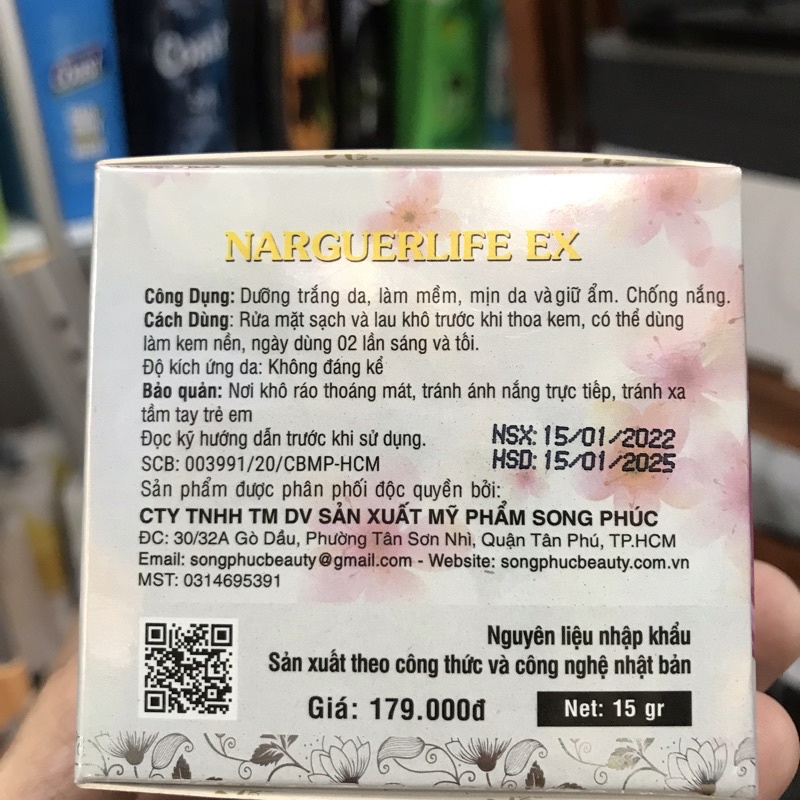 NARGUERLIFE EX
Công Dụng: Dưỡng trắng da, làm mềm, mịn da và giữ ẩm. Chống nắng.
Cách Dùng: Rửa mặt sạch và lau khô trước khi thoa kem, có thể dùng
làm kem nền, ngày dùng 02 lần sáng và tối.
Độ kích ứng da: Không đáng kể
Bảo quản: Nơi khô ráo thoáng mát, tránh ánh nắng trực tiếp, tránh xa
tầm tay trẻ em
Đọc kỹ hướng dẫn trước khi sử dụng.
NSX: 15/01/2022
SCB: 003991/20/CBMP-HCM
HSD: 15/01/2025
Sản phẩm được phân phối độc quyền bởi:
CTY TNHH TM DV SẢN XUẤT MỸ PHẨM SONG PHÚC
ĐC: 30/32A Gò Dầu, Phường Tân Sơn Nhì, Quận Tân Phú, TP.HCM
Email: songphucbeauty@gmail.com - Website: songphucbeauty.com.vn
MST: 0314695391
Nguyên liệu nhập khẩu
Sản xuất theo công thức và công nghệ nhật bản
Giá: 179.000đ
Net: 15 gr